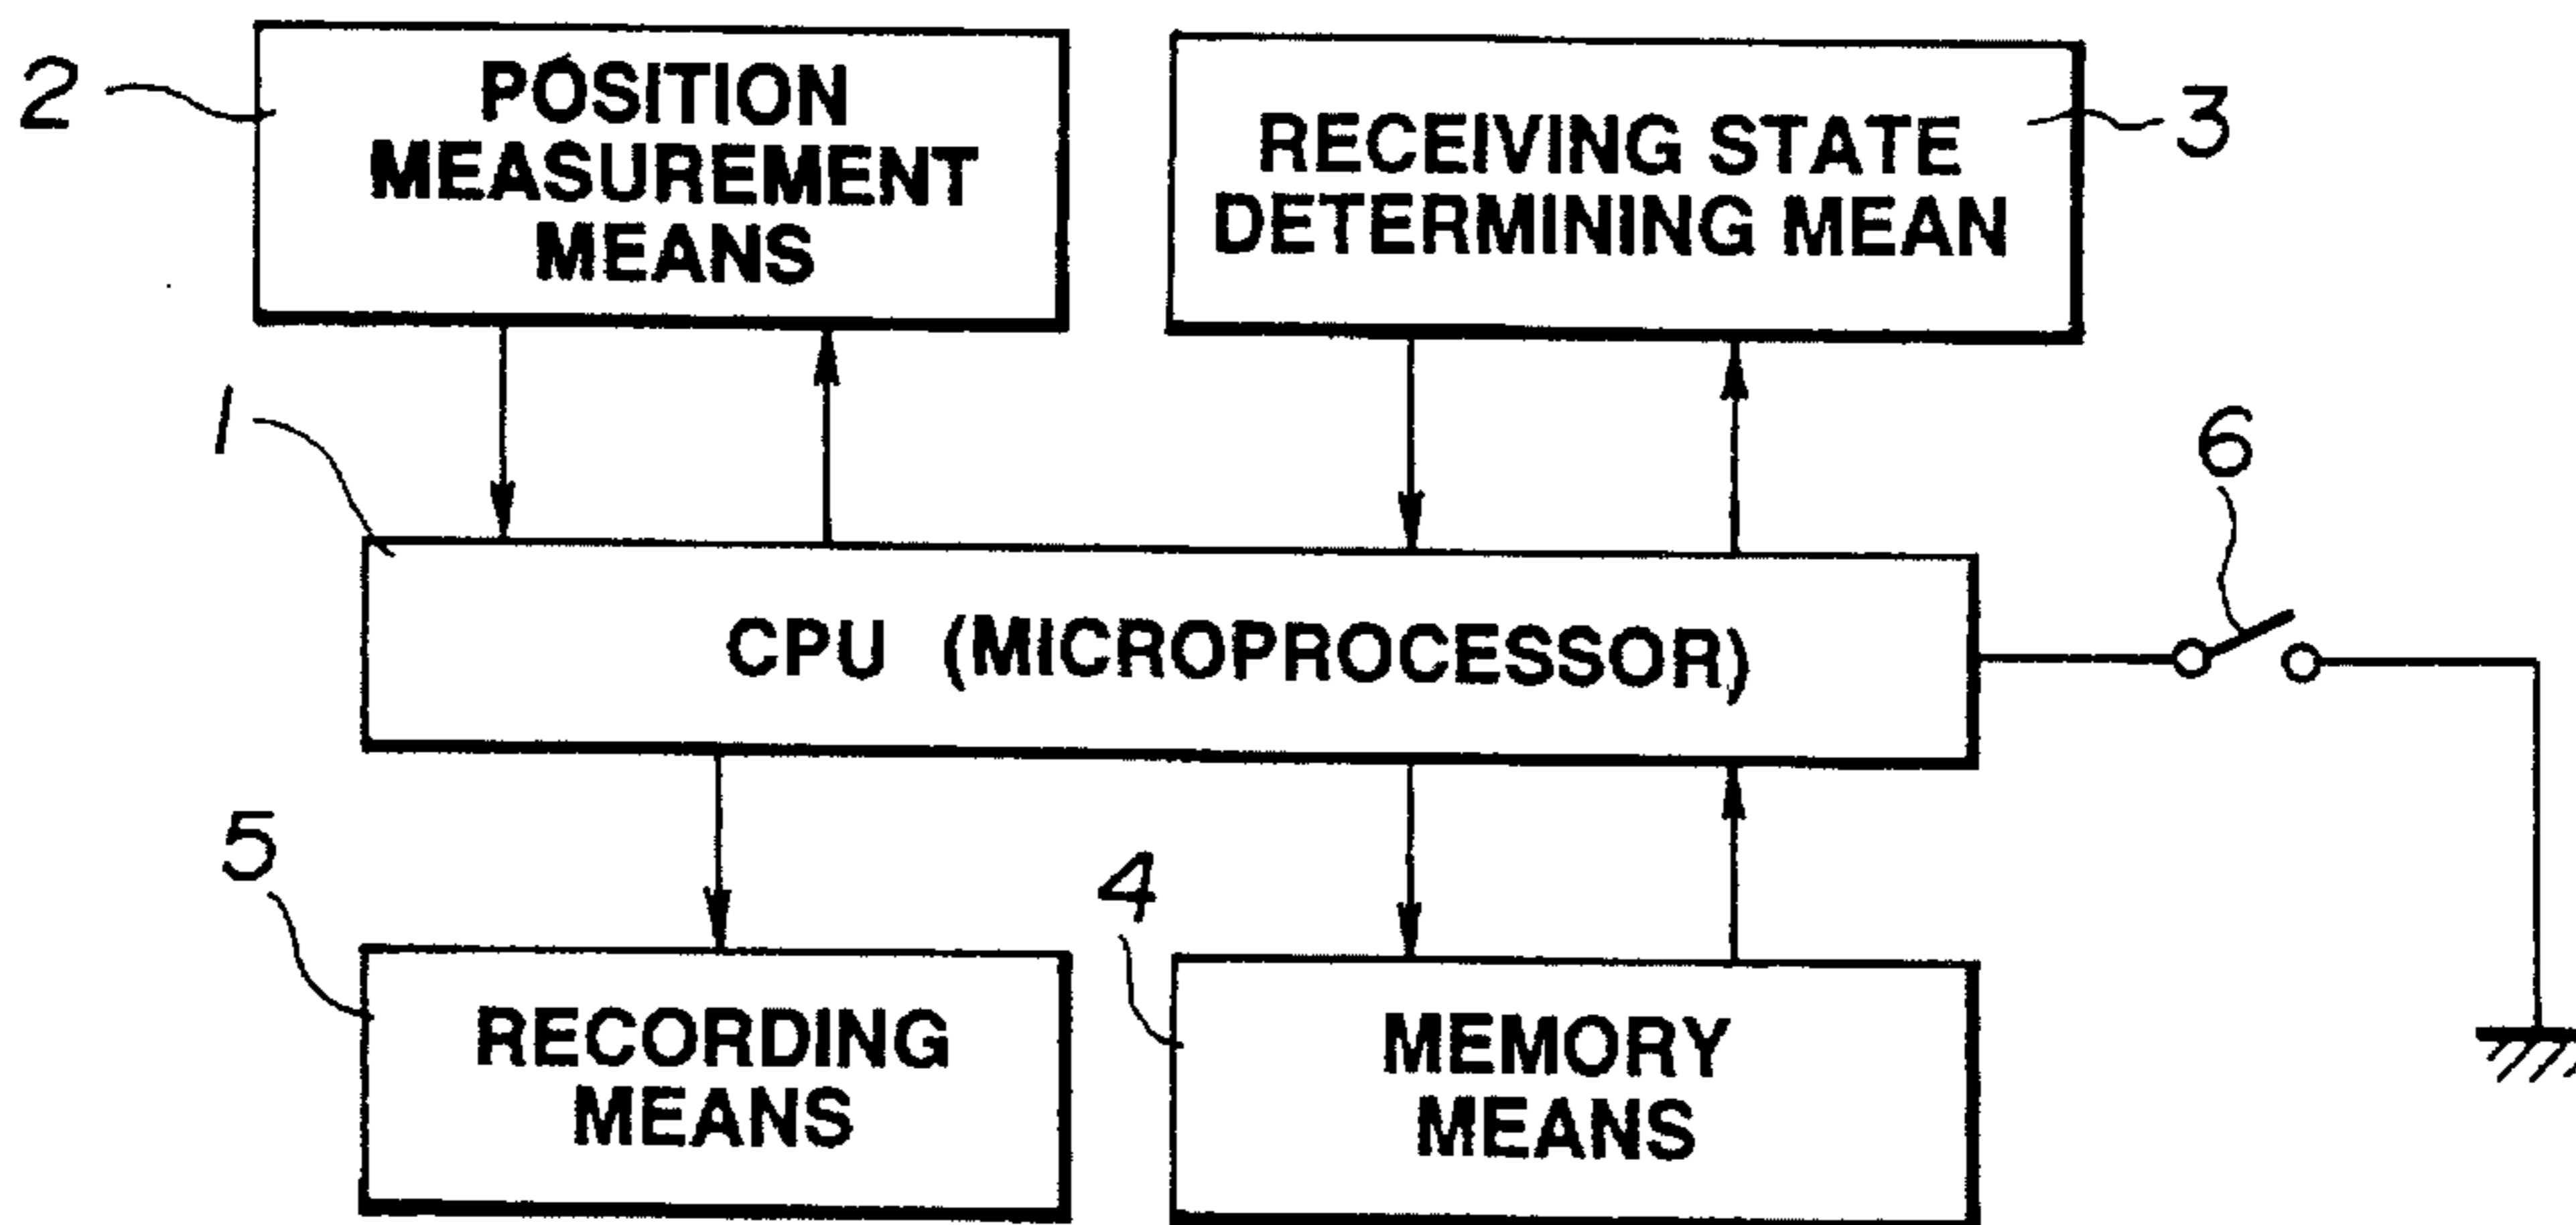 2
POSITION
MEASUREMENT
MEANS
RECEIVING STATE
DETERMINING MEAN
3
1
CPU (MICROPROCESSOR)
6
5
RECORDING
MEANS
4
MEMORY
MEANS